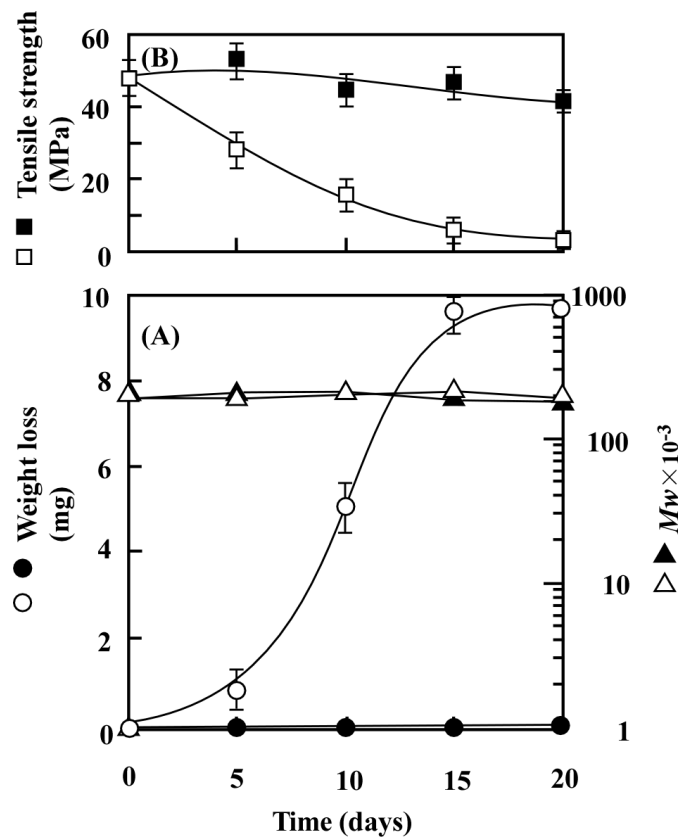 60
(B)
40
20
0
■ Tensile strength
□ (MPa)
10
(A)
8
6
4
2
0
● Weight loss
○ (mg)
1000
100
10
1
▲ Mw×10⁻³
△
0 5 10 15 20
Time (days)